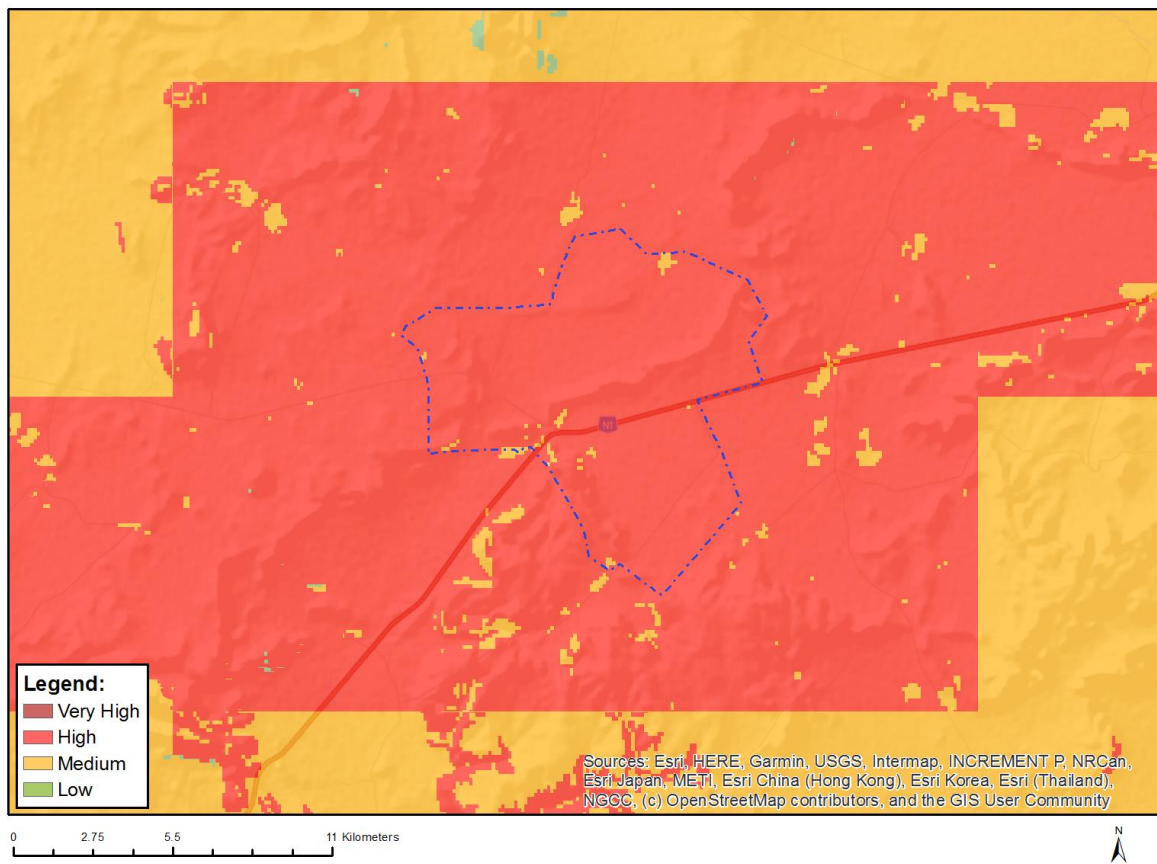 N1
Legend:
Very High
High
Medium
Low
Sources: Esri, HERE, Garmin, USGS, Intermap, INCREMENT P, NRCan,
Esri Japan, METI, Esri China (Hong Kong), Esri Korea, Esri (Thailand),
NGCC, (c) OpenStreetMap contributors, and the GIS User Community
0 2.75 5.5 11 Kilometers
N